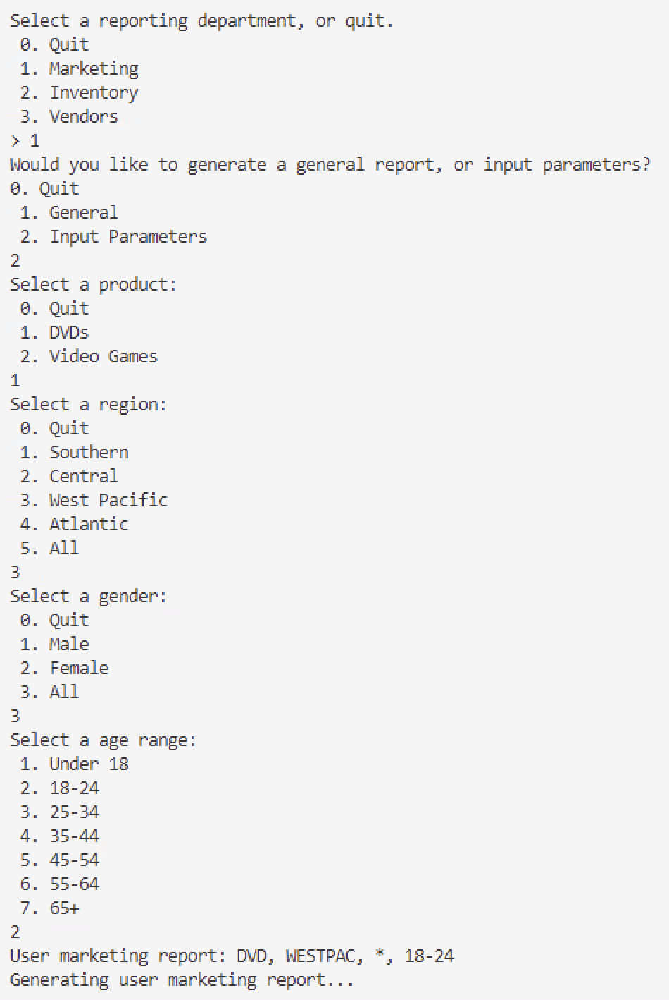 Select a reporting department, or quit.
0. Quit
1. Marketing
2. Inventory
3. Vendors
> 1
Would you like to generate a general report, or input parameters?
0. Quit
1. General
2. Input Parameters
2
Select a product:
0. Quit
1. DVDs
2. Video Games
1
Select a region:
0. Quit
1. Southern
2. Central
3. West Pacific
4. Atlantic
5. All
3
Select a gender:
0. Quit
1. Male
2. Female
3. All
3
Select a age range:
1. Under 18
2. 18-24
3. 25-34
4. 35-44
5. 45-54
6. 55-64
7. 65+
2
User marketing report: DVD, WESTPAC, *, 18-24
Generating user marketing report...